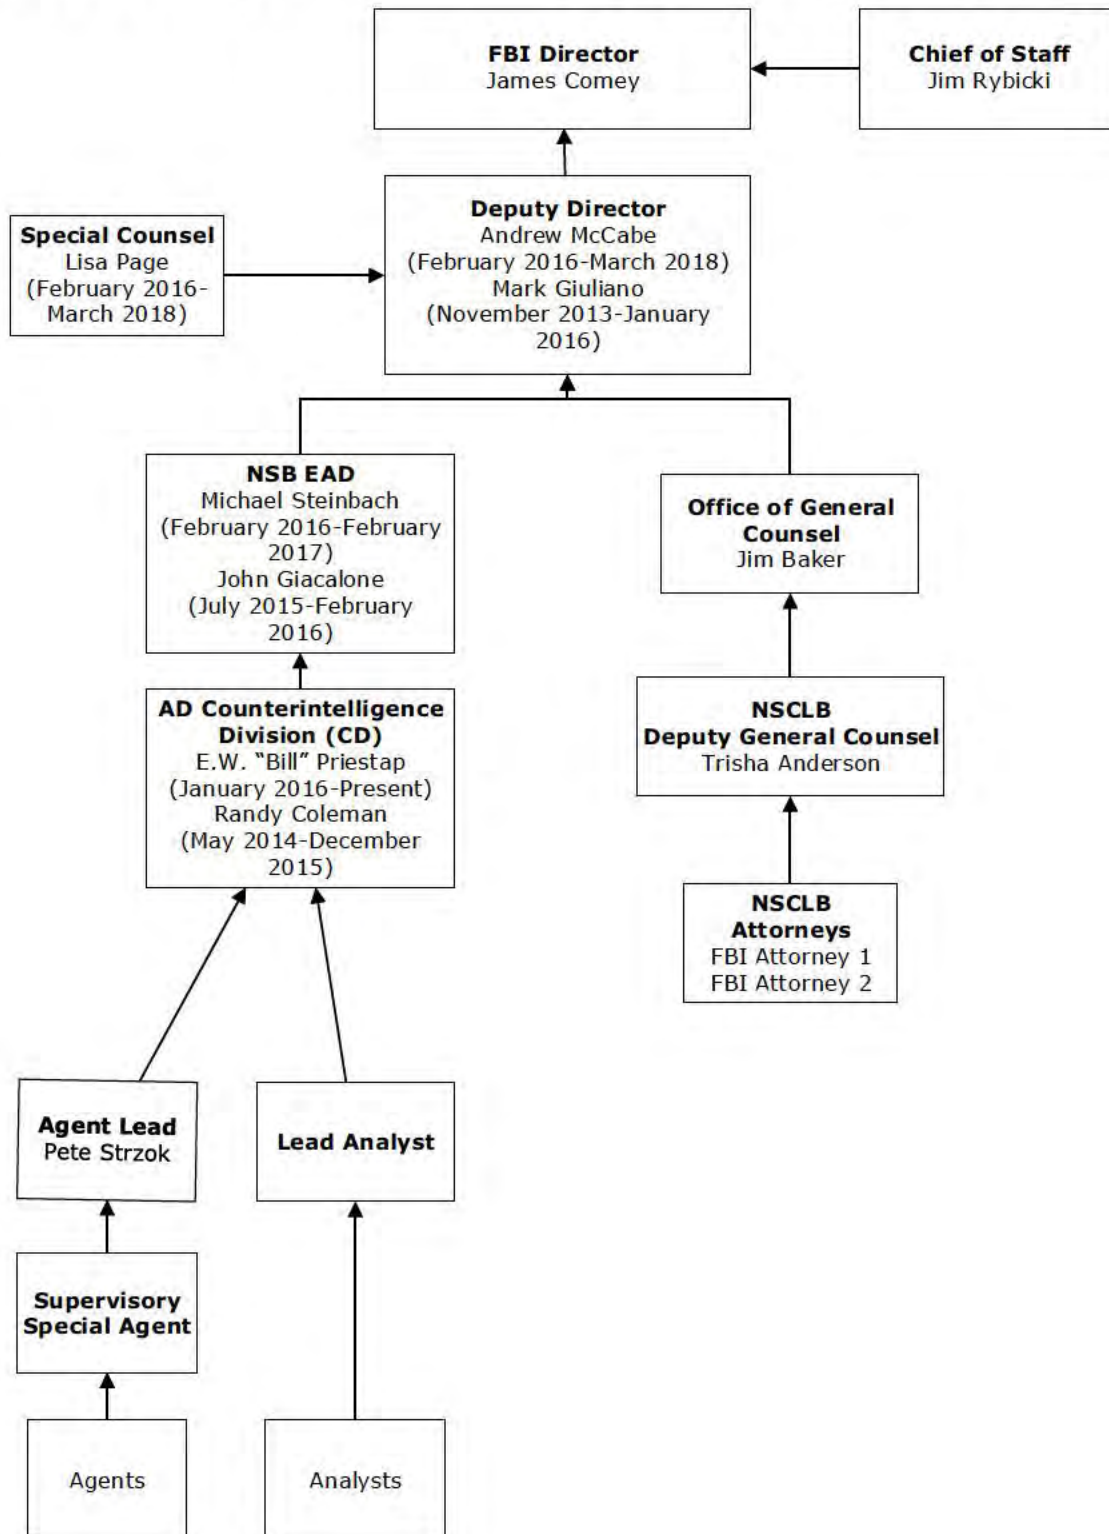 FBI Director
James Comey
Chief of Staff
Jim Rybicki
Deputy Director
Andrew McCabe
(February 2016-March 2018)
Mark Giuliano
(November 2013-January
2016)
Special Counsel
Lisa Page
(February 2016-
March 2018)
NSB EAD
Michael Steinbach
(February 2016-February
2017)
John Giacalone
(July 2015-February
2016)
Office of General
Counsel
Jim Baker
AD Counterintelligence
Division (CD)
E.W. “Bill” Priestap
(January 2016-Present)
Randy Coleman
(May 2014-December
2015)
NSCLB
Deputy General Counsel
Trisha Anderson
NSCLB
Attorneys
FBI Attorney 1
FBI Attorney 2
Agent Lead
Pete Strzok
Lead Analyst
Supervisory
Special Agent
Agents
Analysts